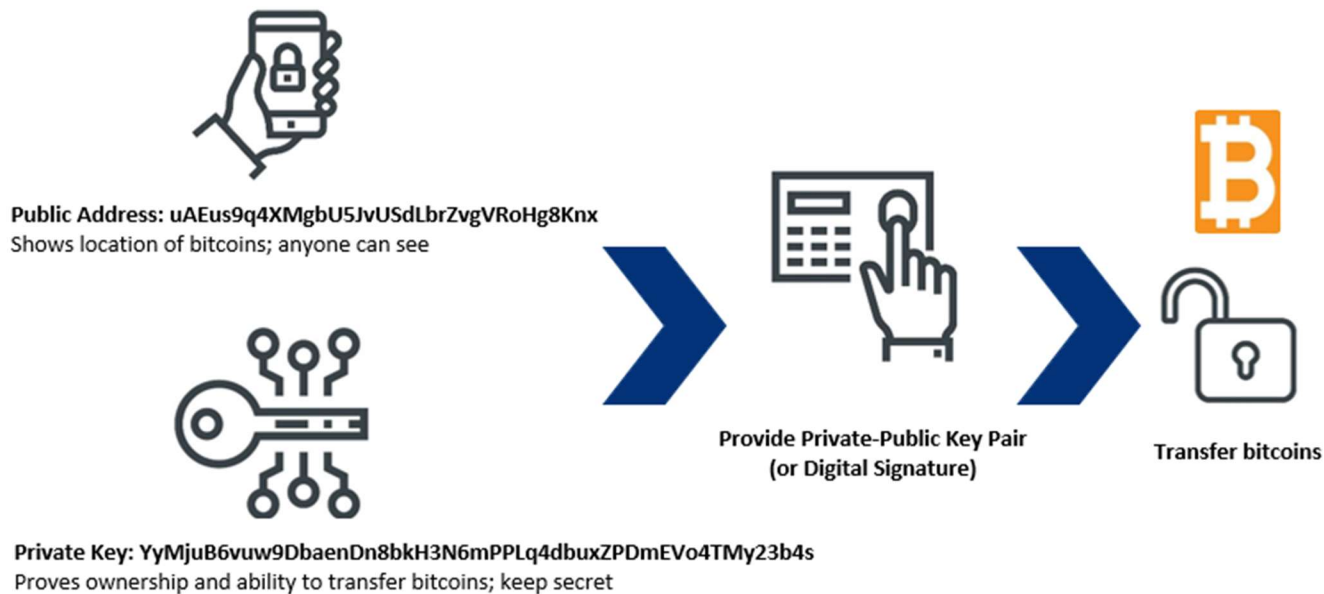 Public Address: uAEus9q4XMgbU5JvUSdLbrZvgVRoHg8Knx
Shows location of bitcoins; anyone can see
Private Key: YyMjuB6vuw9DbaenDn8bkH3N6mPPLq4dbuxZPDmEVo4TMy23b4s
Proves ownership and ability to transfer bitcoins; keep secret
Provide Private-Public Key Pair
(or Digital Signature)
Transfer bitcoins